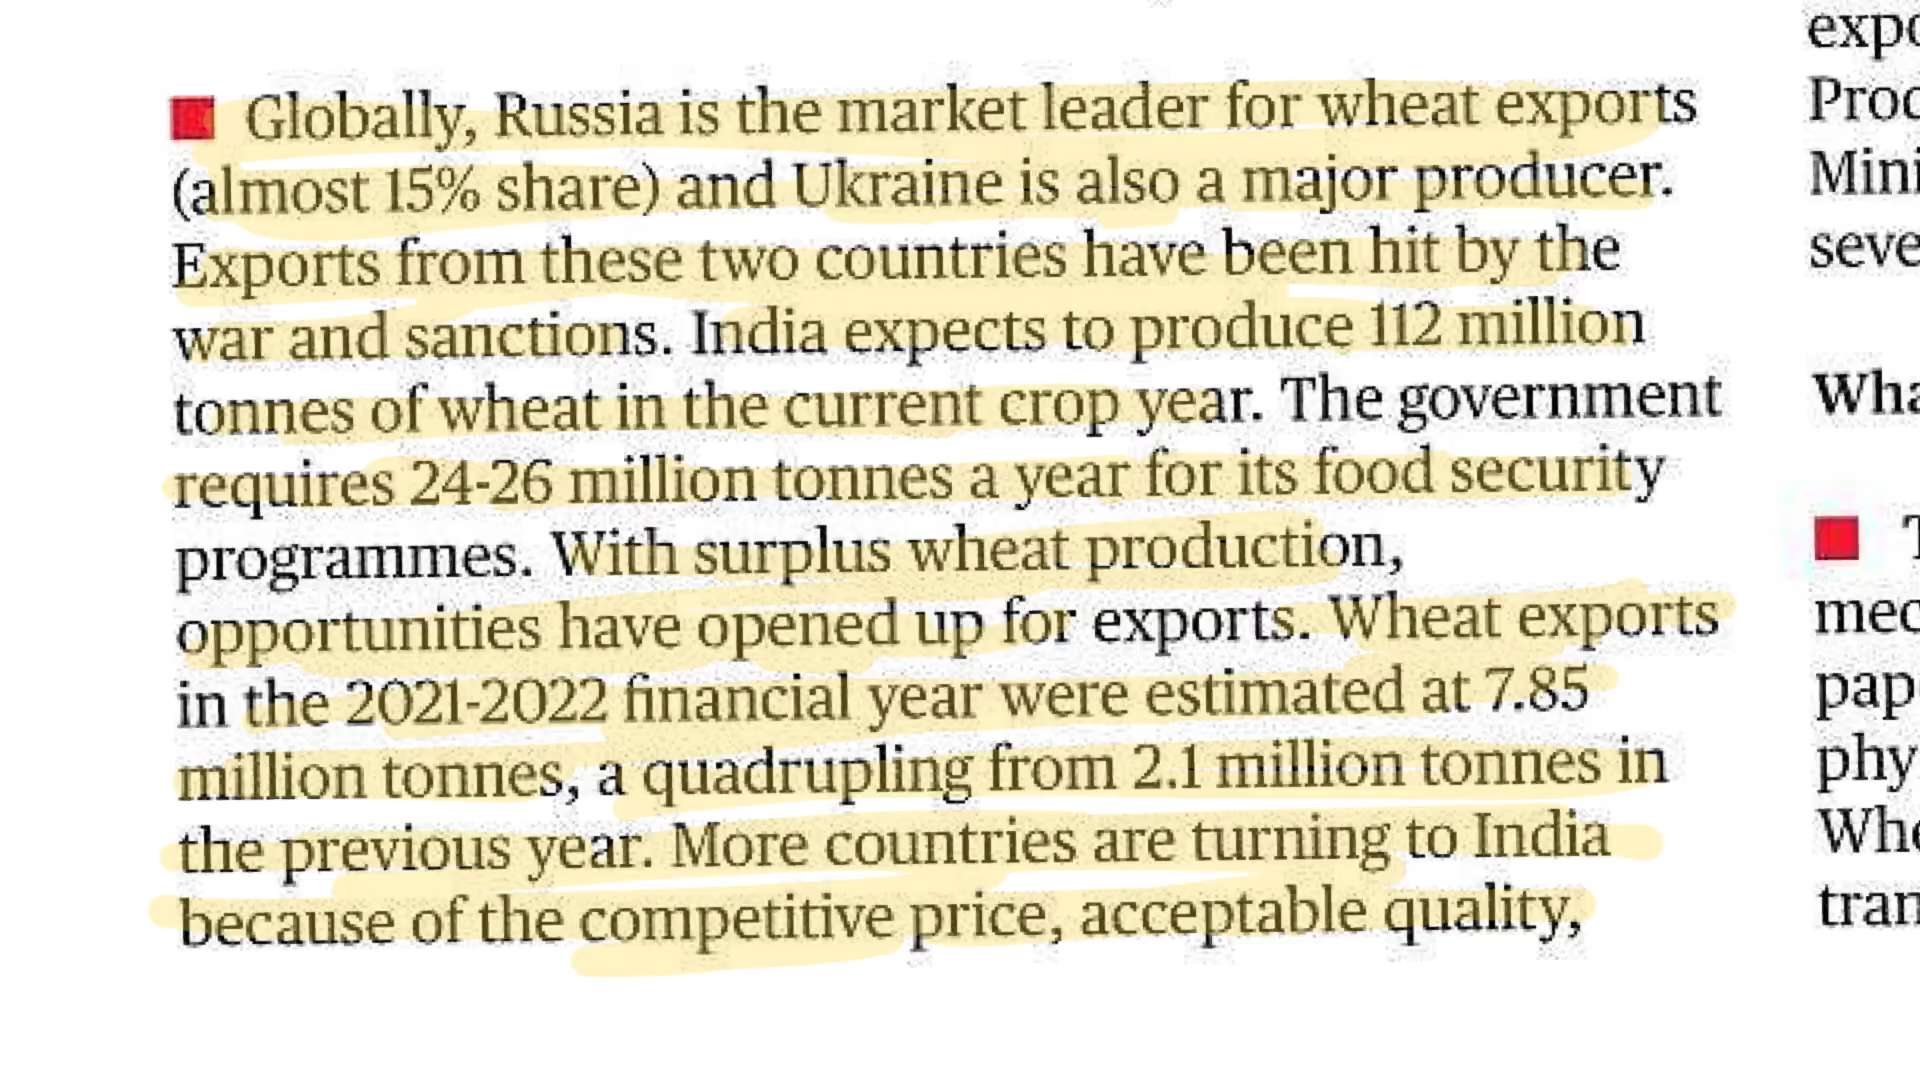 Globally, Russia is the market leader for wheat exports
(almost 15% share) and Ukraine is also a major producer.
Exports from these two countries have been hit by the
war and sanctions. India expects to produce 112 million
tonnes of wheat in the current crop year. The government
requires 24-26 million tonnes a year for its food security
programmes. With surplus wheat production,
opportunities have opened up for exports. Wheat exports
in the 2021-2022 financial year were estimated at 7.85
million tonnes, a quadrupling from 2.1 million tonnes in
the previous year. More countries are turning to India
because of the competitive price, acceptable quality,